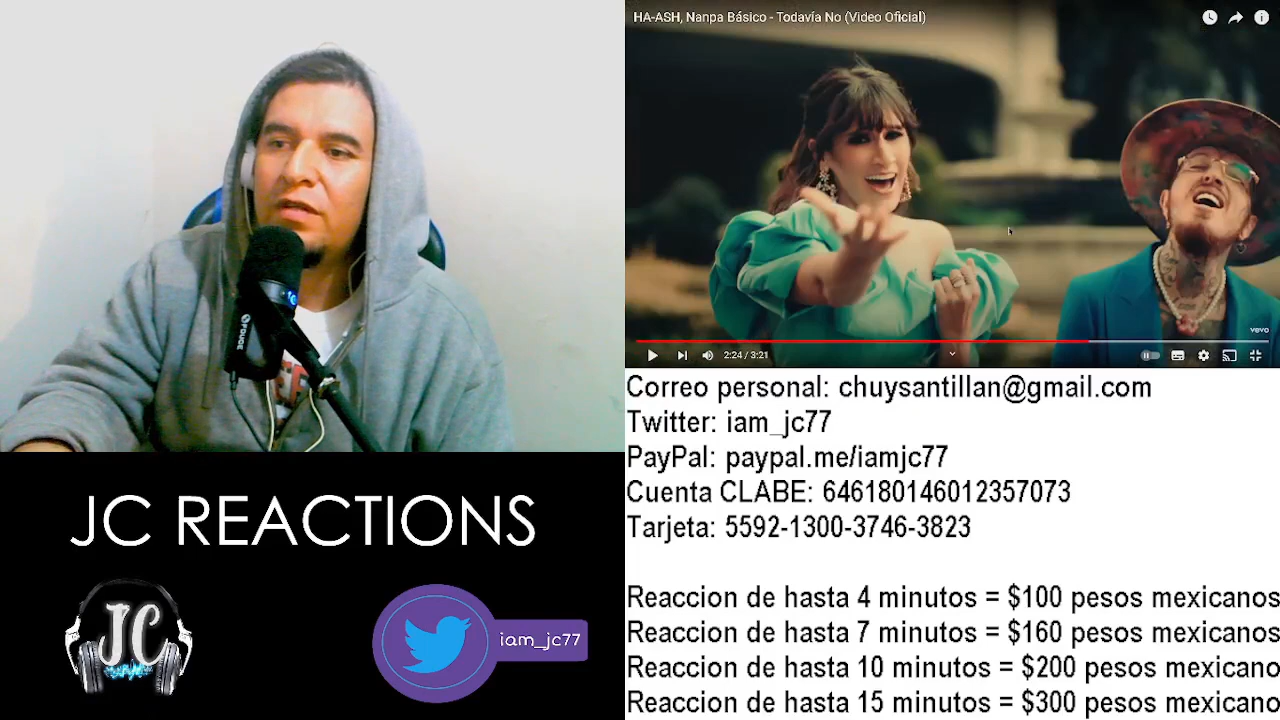 HA-ASH, Nanpa Básico - Todavía No (Video Oficial)
vevo
2:24 / 3:21
FDUCE
Correo personal: chuysantillan@gmail.com
Twitter: iam_jc77
PayPal: paypal.me/iamjc77
Cuenta CLABE: 646180146012357073
Tarjeta: 5592-1300-3746-3823
Reaccion de hasta 4 minutos = $100 pesos mexicanos
Reaccion de hasta 7 minutos = $160 pesos mexicanos
Reaccion de hasta 10 minutos = $200 pesos mexicano
Reaccion de hasta 15 minutos = $300 pesos mexicano
JC REACTIONS
JC
iam_jc77